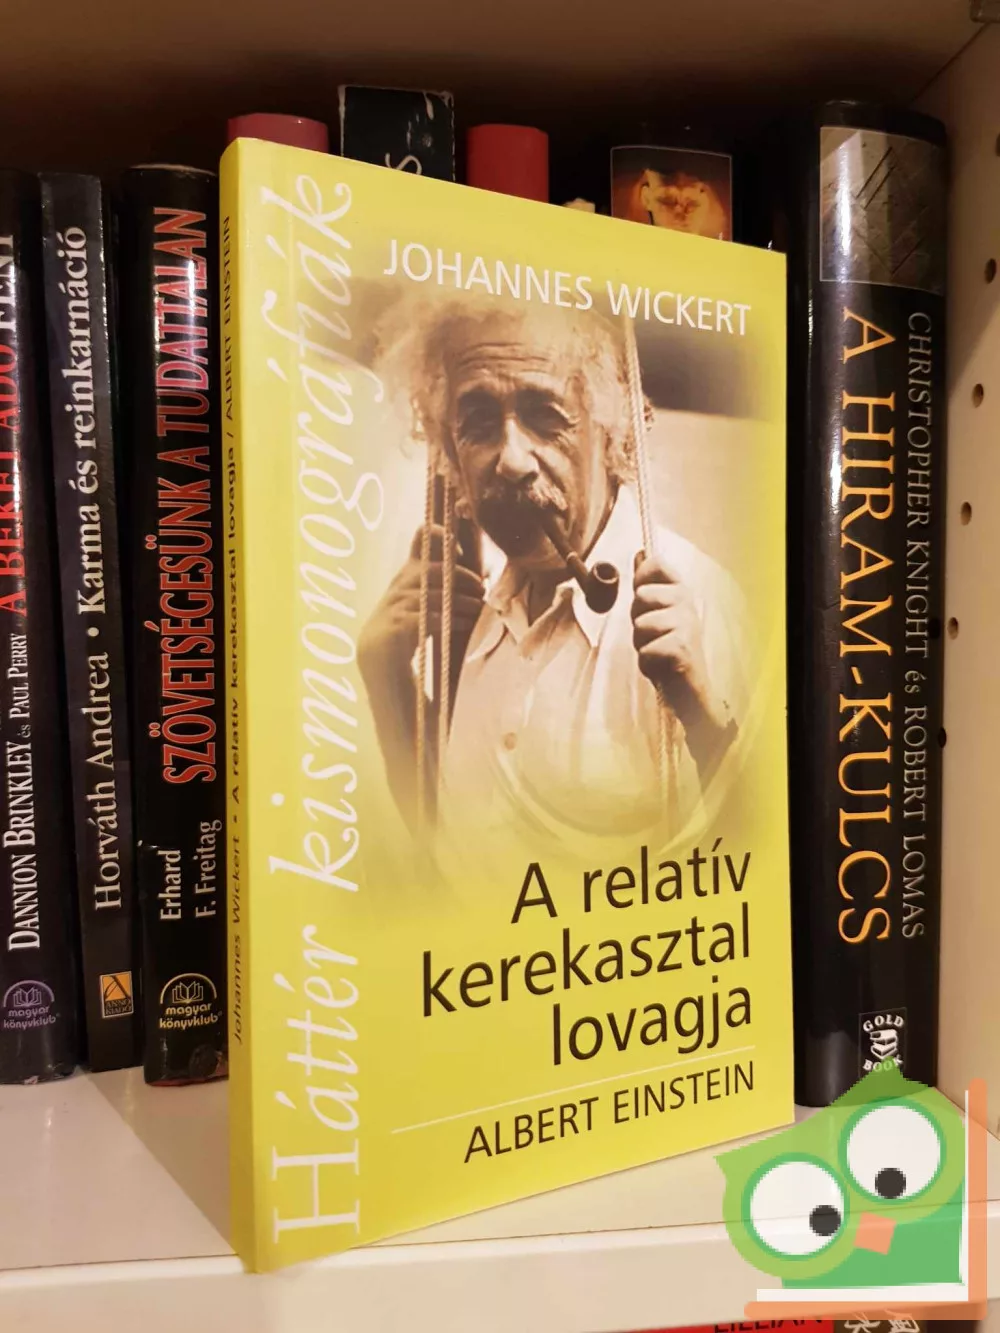 JOHANNES WICKERT
A relatív
kerekasztal
lovagja
ALBERT EINSTEIN
Háttér kismonográfiák
Johannes Wickert • A relatív kerekasztal lovagja / ALBERT EINSTEIN
DANNION BRINKLEY és PAUL PERRY
magyar
könyvklub
Horváth Andrea • Karma és reinkarnáció
Erhard
F. Freitag
SZÖVETSÉGESÜNK A TUDATTALAN
magyar
könyvklub
CHRISTOPHER KNIGHT és ROBERT LOMAS
A HIRAM-KULCS
GOLD
BOOK